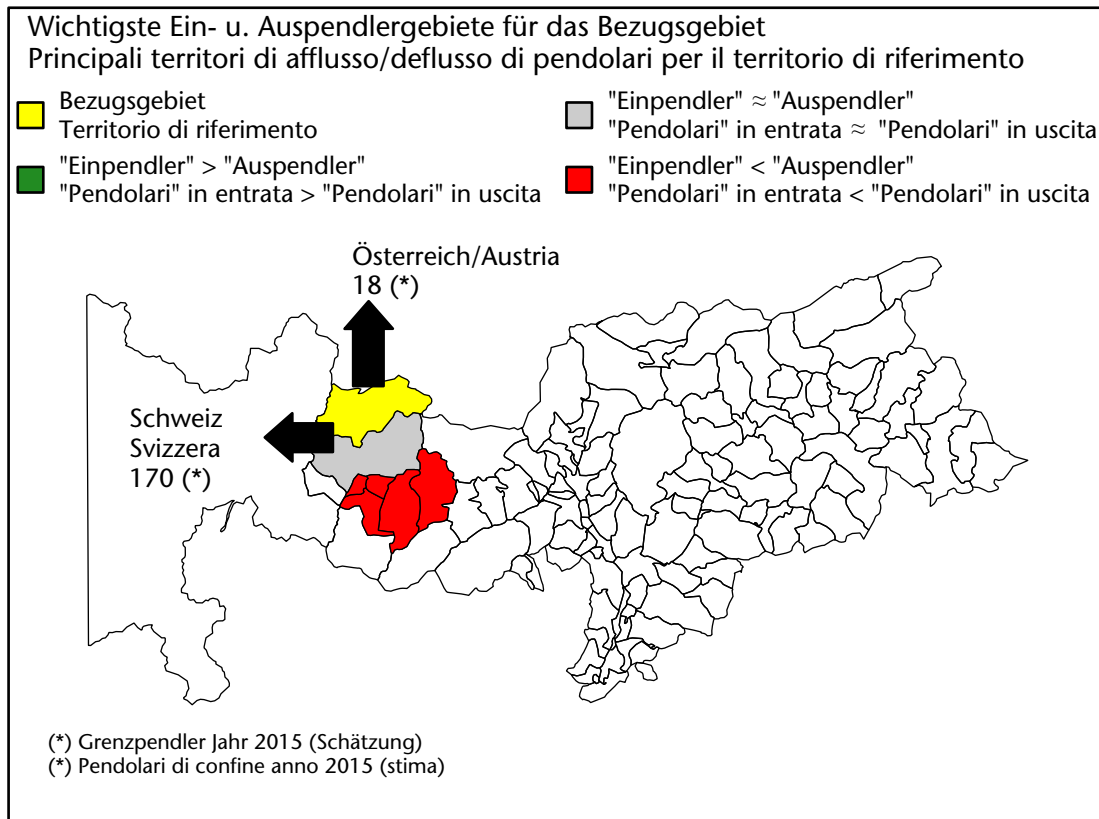 Wichtigste Ein- u. Auspendlergebiete für das Bezugsgebiet
Principali territori di afflusso/deflusso di pendolari per il territorio di riferimento
Bezugsgebiet
Territorio di riferimento
"Einpendler" > "Auspendler"
"Pendolari" in entrata > "Pendolari" in uscita
"Einpendler" ≈ "Auspendler"
"Pendolari" in entrata ≈ "Pendolari" in uscita
"Einpendler" < "Auspendler"
"Pendolari" in entrata < "Pendolari" in uscita
Österreich/Austria
18 (*)
Schweiz
Svizzera
170 (*)
(*) Grenzpendler Jahr 2015 (Schätzung)
(*) Pendolari di confine anno 2015 (stima)